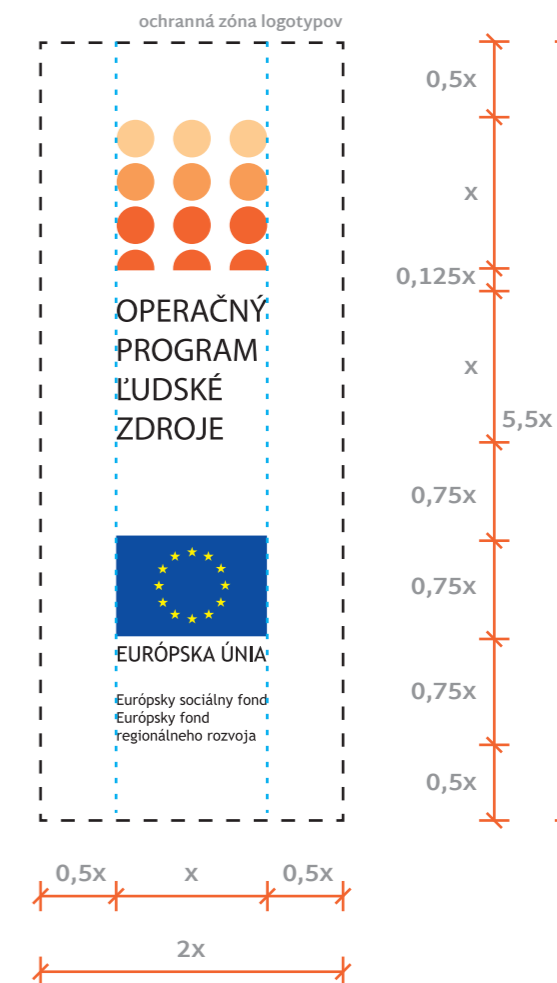 ochranná zóna logotypov
0,5x
x
0,125x
OPERAČNÝ
PROGRAM
ĽUDSKÉ
ZDROJE
x
5,5x
0,75x
0,75x
EURÓPSKA ÚNIA
Európsky sociálny fond
Európsky fond
regionálneho rozvoja
0,75x
0,5x
0,5x x 0,5x
2x